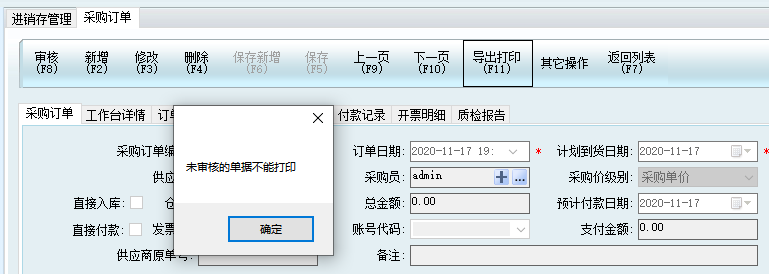 进销存管理 采购订单
审核 新增 修改 删除 保存新增 保存 上一页 下一页 导出打印 其它操作 返回列表
(F8) (F2) (F3) (F4) (F6) (F5) (F9) (F10) (F11) (F7)
采购订单 工作台详情 付款记录 开票明细 质检报告
采购订单编 订单日期: 2020-11-17 19: * 计划到货日期: 2020-11-17 *
未审核的单据不能打印
供应 采购员: admin + ... 采购价级别: 采购单价
直接入库: 总金额: 0.00 预计付款日期: 2020-11-17
直接付款: 发票 确定 账号代码: 支付金额: 0.00
供应商原单号: 备注: